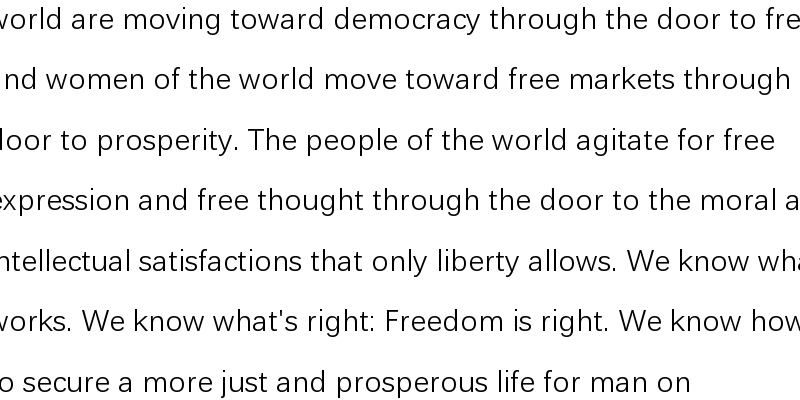 world are moving toward democracy through the door to fre
nd women of the world move toward free markets through
door to prosperity. The people of the world agitate for free
expression and free thought through the door to the moral a
ntellectual satisfactions that only liberty allows. We know wha
works. We know what's right: Freedom is right. We know how
to secure a more just and prosperous life for man on